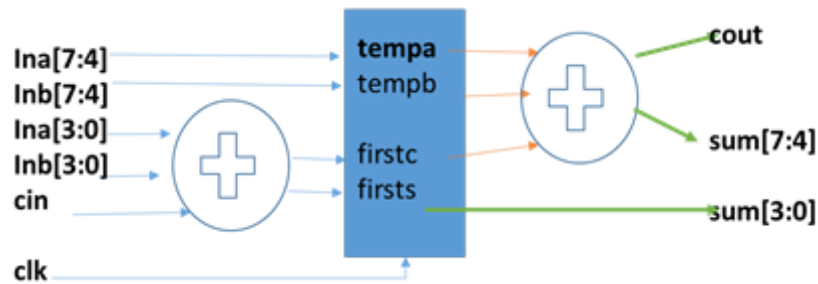 Ina[7:4]
Inb[7:4]
Ina[3:0]
Inb[3:0]
cin
clk
tempa
tempb
firstc
firsts
cout
sum[7:4]
sum[3:0]